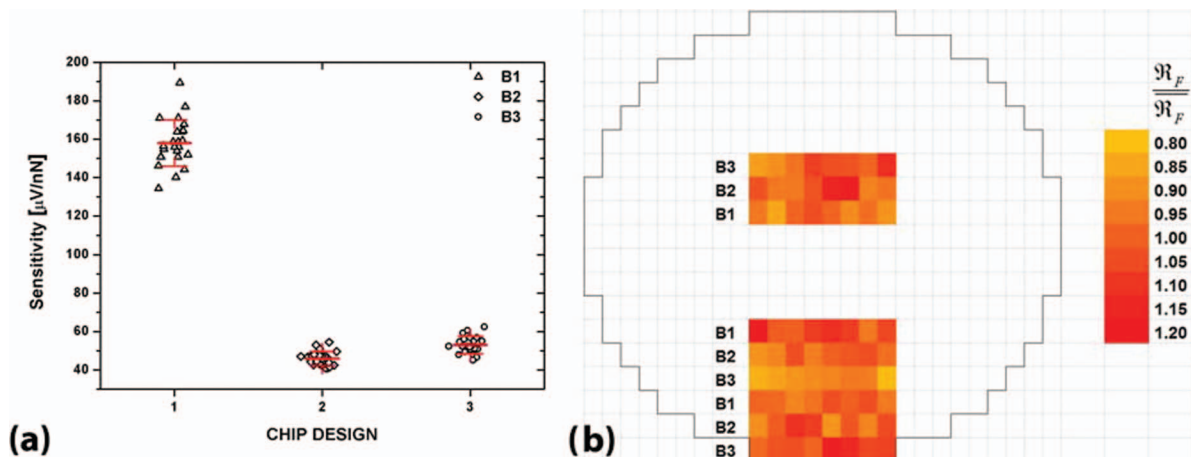 200
180
160
140
120
100
80
60
40
Sensitivity [µV/nN]
B1
B2
B3
1
2
3
CHIP DESIGN
(a)
B3
B2
B1
B1
B2
B3
B1
B2
B3
(b)
ℜ_F
ℜ_F
0.80
0.85
0.90
0.95
1.00
1.05
1.10
1.15
1.20